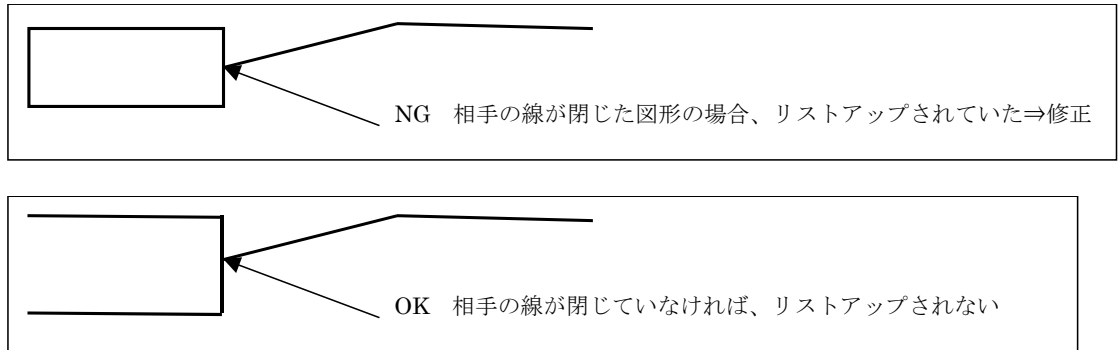 NG 相手の線が閉じた図形の場合、リストアップされていた⇒修正
OK 相手の線が閉じていなければ、リストアップされない